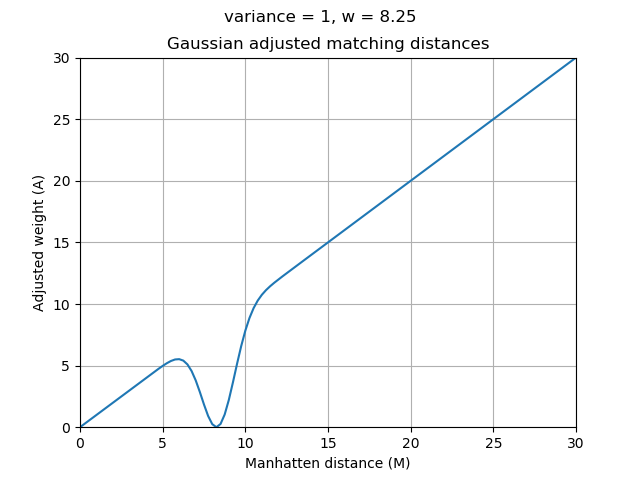 variance = 1, w = 8.25
Gaussian adjusted matching distances
30
25
20
15
10
5
0
Adjusted weight (A)
0 5 10 15 20 25 30
Manhatten distance (M)